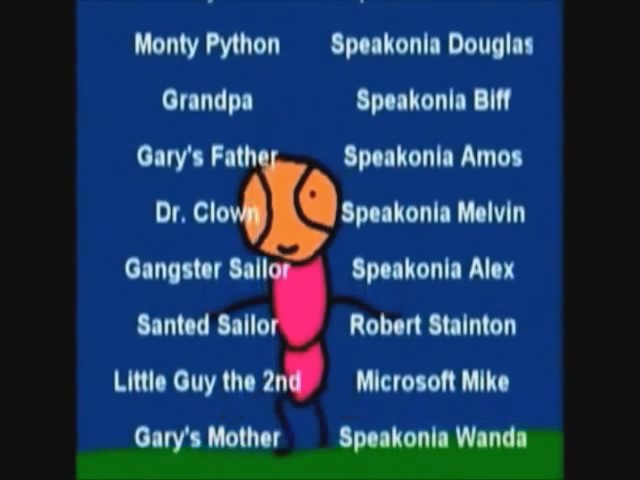 Monty Python Speakonia Douglas
Grandpa Speakonia Biff
Gary's Father Speakonia Amos
Dr. Clown Speakonia Melvin
Gangster Sailor Speakonia Alex
Santed Sailor Robert Stainton
Little Guy the 2nd Microsoft Mike
Gary's Mother Speakonia Wanda